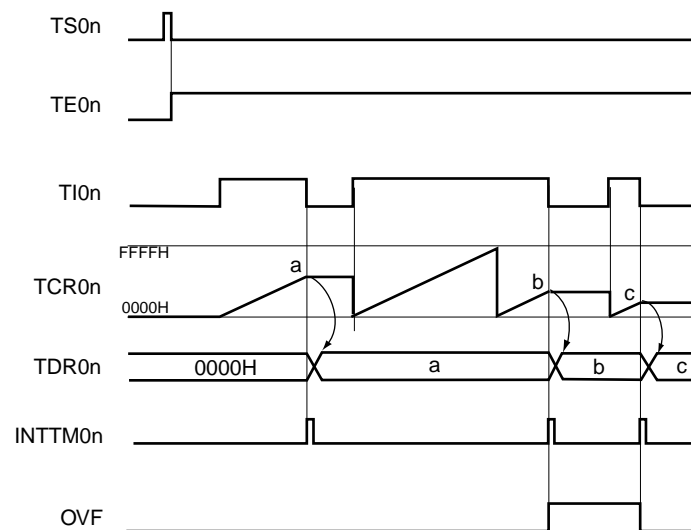 TS0n
TE0n
TI0n
FFFFH
a
b
c
TCR0n
0000H
TDR0n
0000H
a
b
c
INTTM0n
OVF